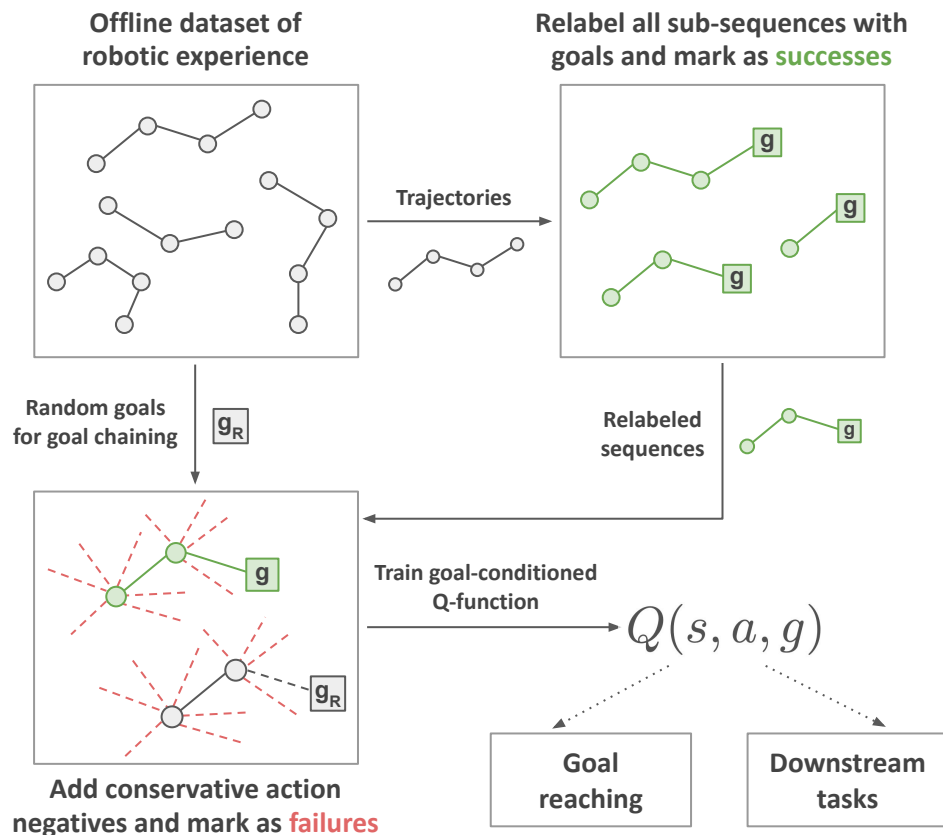 Offline dataset of
robotic experience
Relabel all sub-sequences with
goals and mark as successes
Trajectories
g
g
g
Random goals
for goal chaining
g_R
Relabeled
sequences
g
g
g_R
Train goal-conditioned
Q-function
Q(s, a, g)
Add conservative action
negatives and mark as failures
Goal
reaching
Downstream
tasks